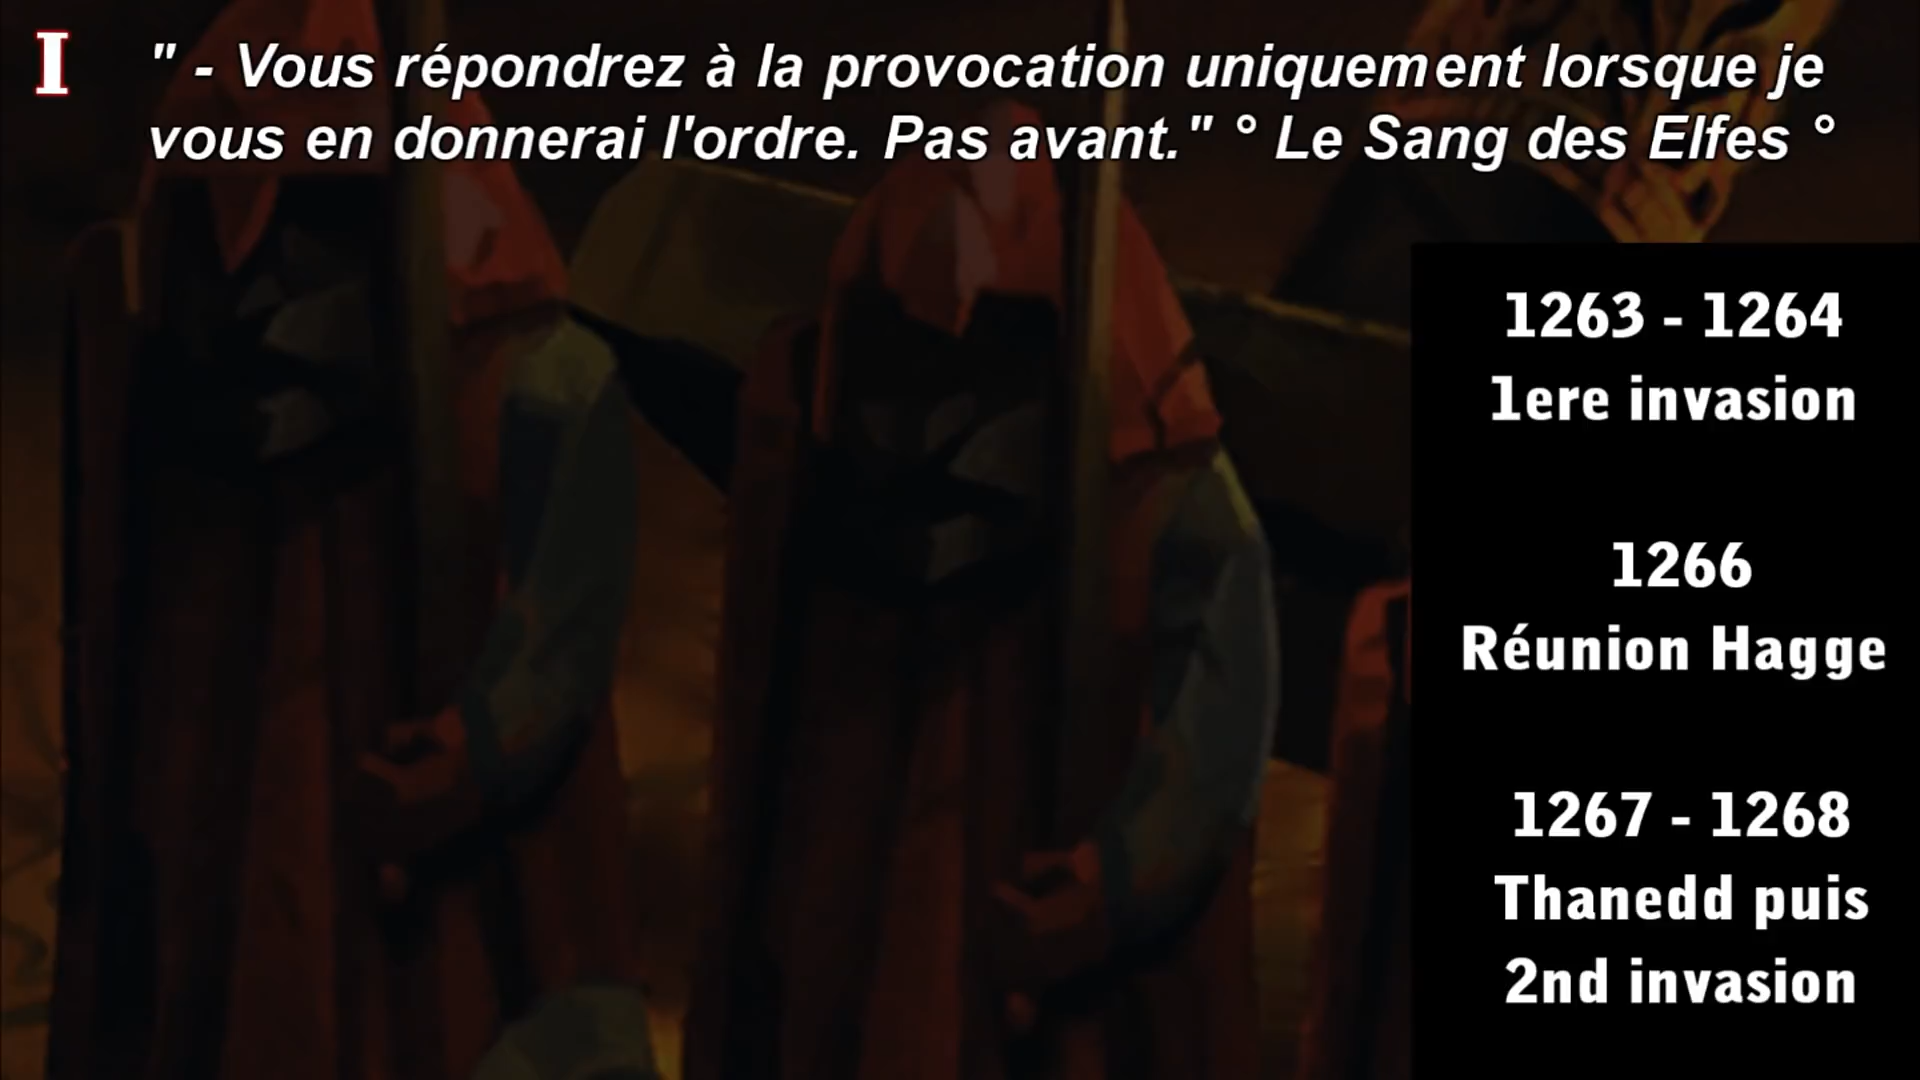 I
" - Vous répondrez à la provocation uniquement lorsque je
vous en donnerai l'ordre. Pas avant." ° Le Sang des Elfes °
1263 - 1264
1ere invasion
1266
Réunion Hagge
1267 - 1268
Thanedd puis
2nd invasion